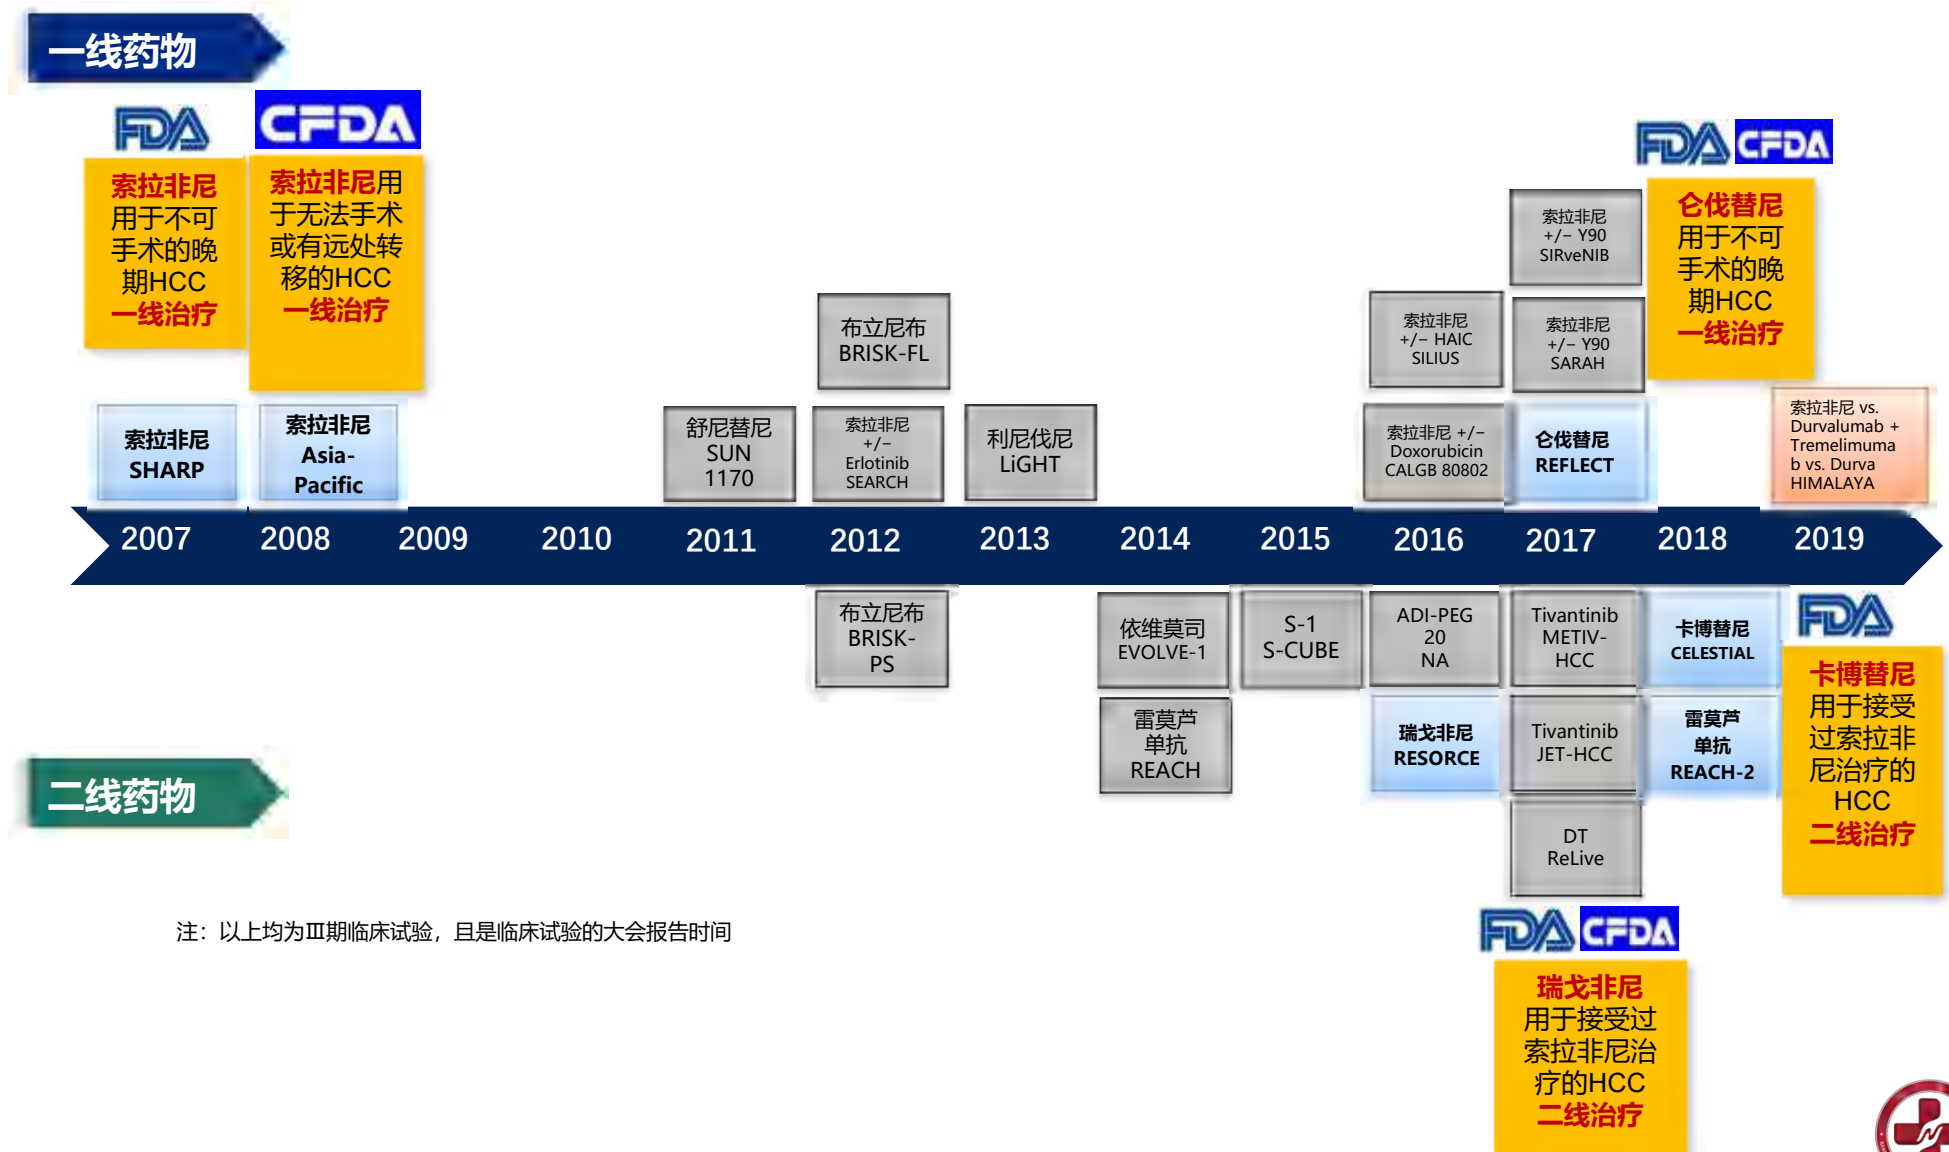 一线药物
FDA
CFDA
索拉非尼
用于不可
手术的晚
期HCC
一线治疗
索拉非尼用
于无法手术
或有远处转
移的HCC
一线治疗
FDA CFDA
仑伐替尼
用于不可
手术的晚
期HCC
一线治疗
索拉非尼
+/− Y90
SIRveNIB
布立尼布
BRISK-FL
索拉非尼
+/− HAIC
SILIUS
索拉非尼
+/− Y90
SARAH
索拉非尼
SHARP
索拉非尼
Asia-
Pacific
舒尼替尼
SUN
1170
索拉非尼
+/−
Erlotinib
SEARCH
利尼伐尼
LiGHT
索拉非尼 +/−
Doxorubicin
CALGB 80802
仑伐替尼
REFLECT
索拉非尼 vs.
Durvalumab +
Tremelimuma
b vs. Durva
HIMALAYA
2007 2008 2009 2010 2011 2012 2013 2014 2015 2016 2017 2018 2019
布立尼布
BRISK-
PS
依维莫司
EVOLVE-1
S-1
S-CUBE
ADI-PEG
20
NA
Tivantinib
METIV-
HCC
卡博替尼
CELESTIAL
FDA
卡博替尼
用于接受
过索拉非
尼治疗的
HCC
二线治疗
雷莫芦
单抗
REACH
瑞戈非尼
RESORCE
Tivantinib
JET-HCC
雷莫芦
单抗
REACH-2
二线药物
DT
ReLive
注：以上均为Ⅲ期临床试验，且是临床试验的大会报告时间
FDA CFDA
瑞戈非尼
用于接受过
索拉非尼治
疗的HCC
二线治疗